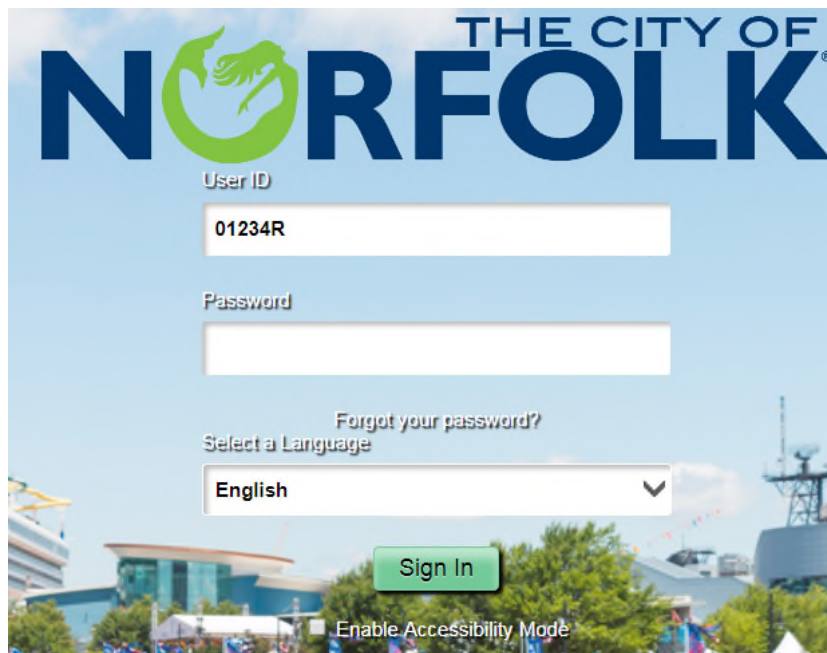 THE CITY OF
NORFOLK®
User ID
01234R
Password
Forgot your password?
Select a Language
English
Sign In
Enable Accessibility Mode